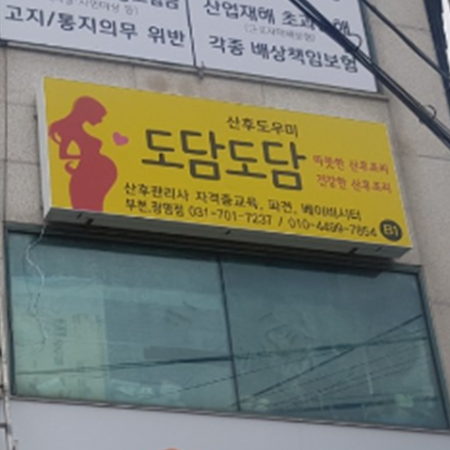 고지/통지의무 위반
산업재해 초과
각종 배상책임보험
산후도우미
도담도담
따뜻한 산후조리
건강한 산후조리
산후관리사 자격증교육, 파견, 베이비시터
031-701-7237 / 010-4499-7854
B1